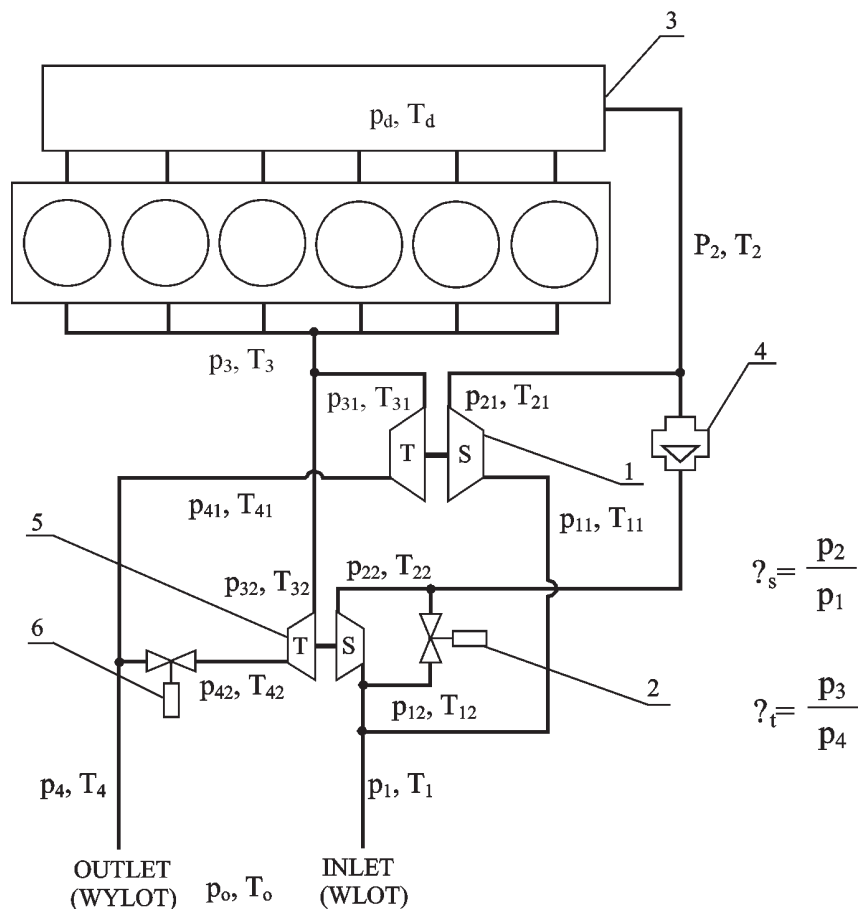 3
p_d, T_d
P_2, T_2
p_3, T_3
4
p_31, T_31
p_21, T_21
T
S
1
p_41, T_41
p_11, T_11
5
p_32, T_32
p_22, T_22
?_s= p_2 / p_1
6
T
S
p_42, T_42
2
p_12, T_12
?_t= p_3 / p_4
p_4, T_4
p_1, T_1
OUTLET
(WYLOT)
p_o, T_o
INLET
(WLOT)